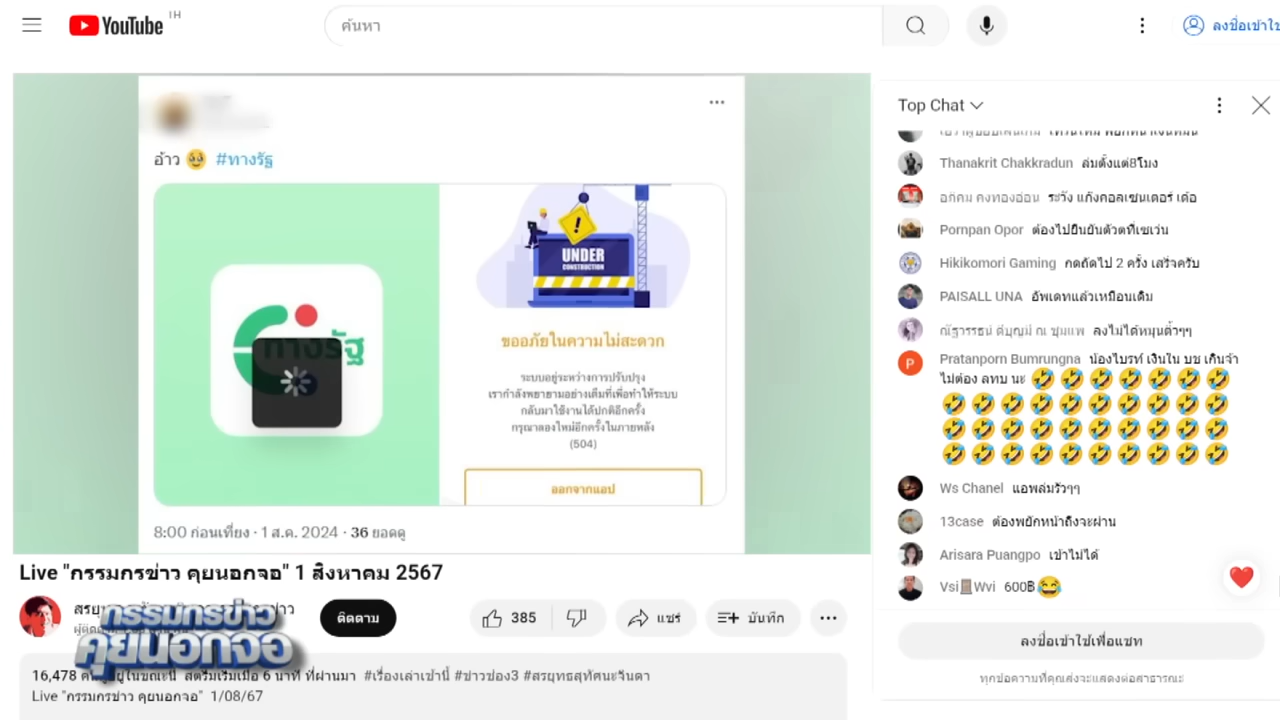 YouTube TH
ค้นหา
ลงชื่อเข้าใช้
อ้าว 🥹 #ทางรัฐ
ทางรัฐ
UNDER
CONSTRUCTION
ขออภัยในความไม่สะดวก
ระบบอยู่ระหว่างการปรับปรุง
เรากำลังพยายามอย่างเต็มที่เพื่อทำให้ระบบ
กลับมาใช้งานได้ปกติอีกครั้ง
กรุณาลองใหม่อีกครั้งในภายหลัง
(504)
ออกจากแอป
8:00 ก่อนเที่ยง · 1 ส.ค. 2024 · 36 ยอดดู
Live "กรรมกรข่าว คุยนอกจอ" 1 สิงหาคม 2567
กรรมกรข่าว
คุยนอกจอ
ติดตาม
385
แชร์
บันทึก
16,478 สตรีมเริ่มเมื่อ 6 นาที ที่ผ่านมา #เรื่องเล่าเช้านี้ #ข่าวช่อง3 #สรยุทธสุทัศนะจินดา
Live "กรรมกรข่าว คุยนอกจอ" 1/08/67
Top Chat
Thanakrit Chakkradun ล่มตั้งแต่8โมง
อภิคม คงทองอ่อน ระวัง แก๊งคอลเซนเตอร์ เด้อ
Pornpan Opor ต้องไปยืนยันตัวตที่เซเว่น
Hikikomori Gaming กดถัดไป 2 ครั้ง เสร็จครับ
PAISALL UNA อัพเดทแล้วเหมือนเดิม
ลงไม่ได้หมุนติ้วๆๆ
P
Pratanporn Bumrungna น้องไบรท์ เงินใน บช เกินจ้า
ไม่ต้อง ลทบ นะ 🤣🤣🤣🤣🤣🤣🤣
🤣🤣🤣🤣🤣🤣🤣🤣🤣🤣
🤣🤣🤣🤣🤣🤣🤣🤣🤣🤣
🤣🤣🤣🤣🤣🤣🤣🤣🤣🤣
Ws Chanel แอพล่มรัวๆๆ
13case ต้องพยักหน้าถึงจะผ่าน
Arisara Puangpo เข้าไม่ได้
Vsi Wvi 600฿😂
ลงชื่อเข้าใช้เพื่อแชท
ทุกข้อความที่คุณส่งจะแสดงต่อสาธารณะ